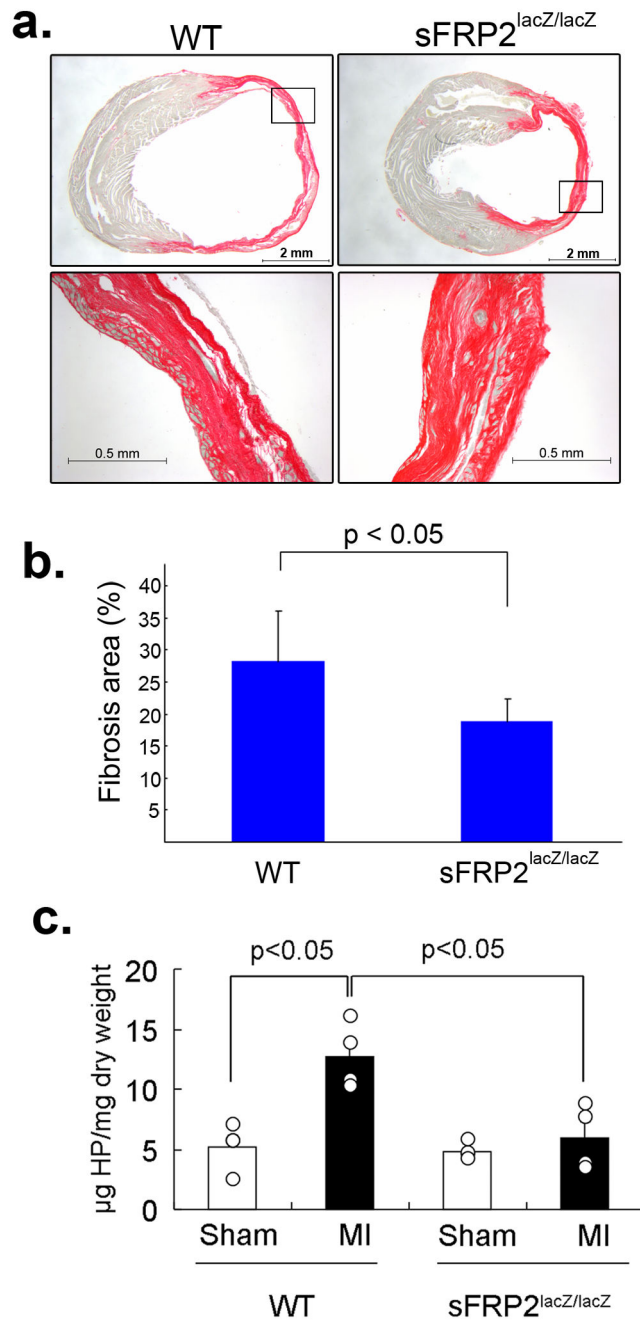 a.
WT sFRP2lacZ/lacZ
2 mm 2 mm
0.5 mm 0.5 mm
b.
p < 0.05
Fibrosis area (%)
40
35
30
25
20
15
10
5
WT sFRP2lacZ/lacZ
c.
p<0.05 p<0.05
µg HP/mg dry weight
20
15
10
5
0
Sham MI Sham MI
WT sFRP2lacZ/lacZ